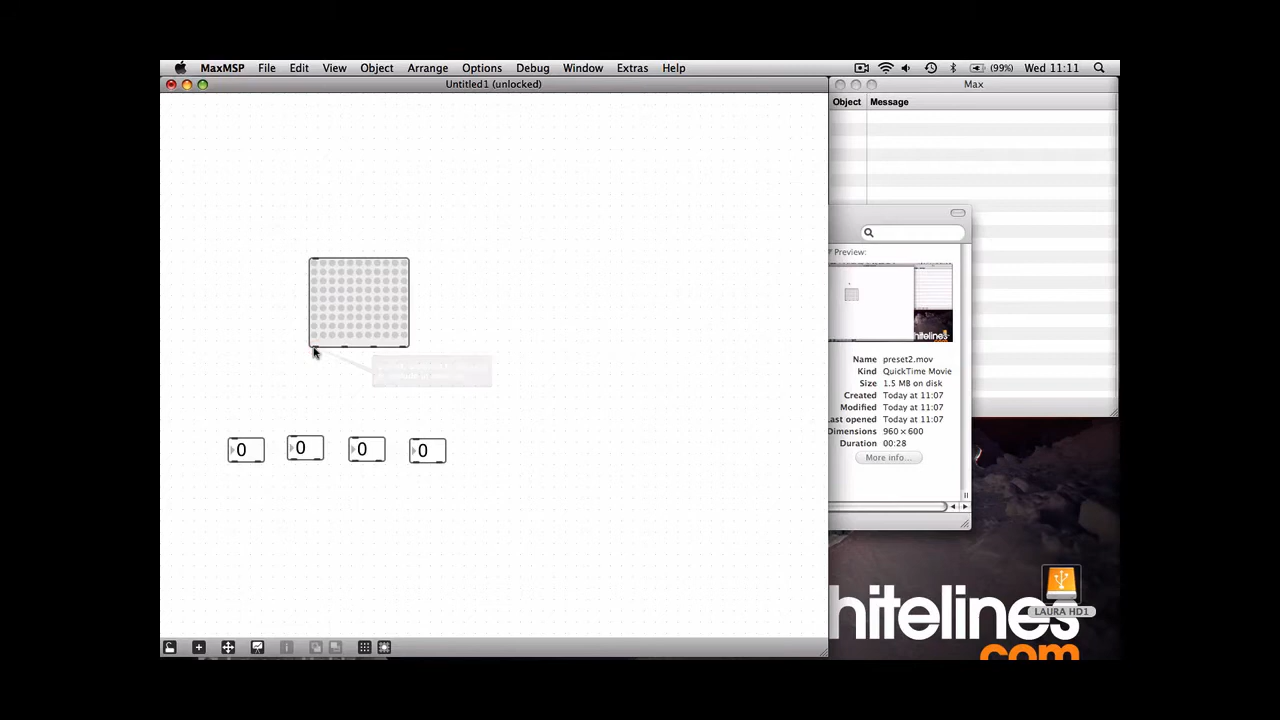 MaxMSP File Edit View Object Arrange Options Debug Window Extras Help (99%) Wed 11:11
Untitled1 (unlocked)
Max
Object Message
Preview:
hitelines
0 0 0 0
Name preset2.mov
Kind QuickTime Movie
Size 1.5 MB on disk
Created Today at 11:07
Modified Today at 11:07
ast opened Today at 11:07
Dimensions 960 × 600
Duration 00:28
More info...
hitelines
LAURA HD1
com